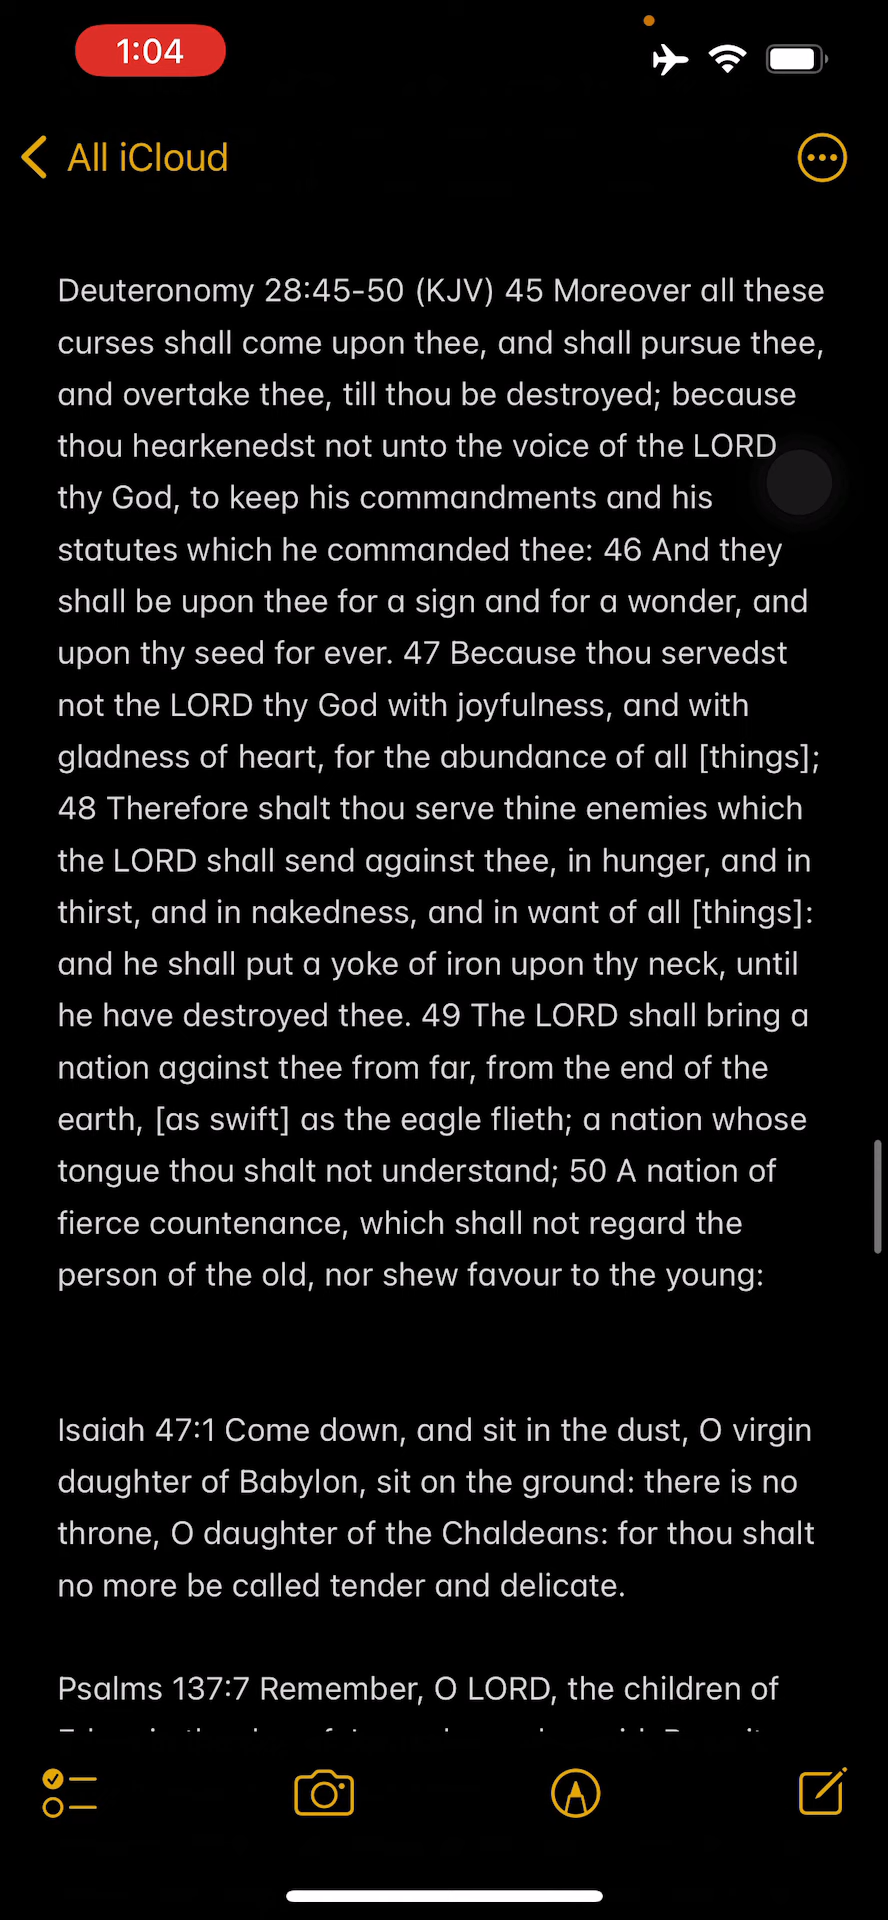 1:04
All iCloud
Deuteronomy 28:45-50 (KJV) 45 Moreover all these
curses shall come upon thee, and shall pursue thee,
and overtake thee, till thou be destroyed; because
thou hearkenedst not unto the voice of the LORD
thy God, to keep his commandments and his
statutes which he commanded thee: 46 And they
shall be upon thee for a sign and for a wonder, and
upon thy seed for ever. 47 Because thou servedst
not the LORD thy God with joyfulness, and with
gladness of heart, for the abundance of all [things];
48 Therefore shalt thou serve thine enemies which
the LORD shall send against thee, in hunger, and in
thirst, and in nakedness, and in want of all [things]:
and he shall put a yoke of iron upon thy neck, until
he have destroyed thee. 49 The LORD shall bring a
nation against thee from far, from the end of the
earth, [as swift] as the eagle flieth; a nation whose
tongue thou shalt not understand; 50 A nation of
fierce countenance, which shall not regard the
person of the old, nor shew favour to the young:
Isaiah 47:1 Come down, and sit in the dust, O virgin
daughter of Babylon, sit on the ground: there is no
throne, O daughter of the Chaldeans: for thou shalt
no more be called tender and delicate.
Psalms 137:7 Remember, O LORD, the children of